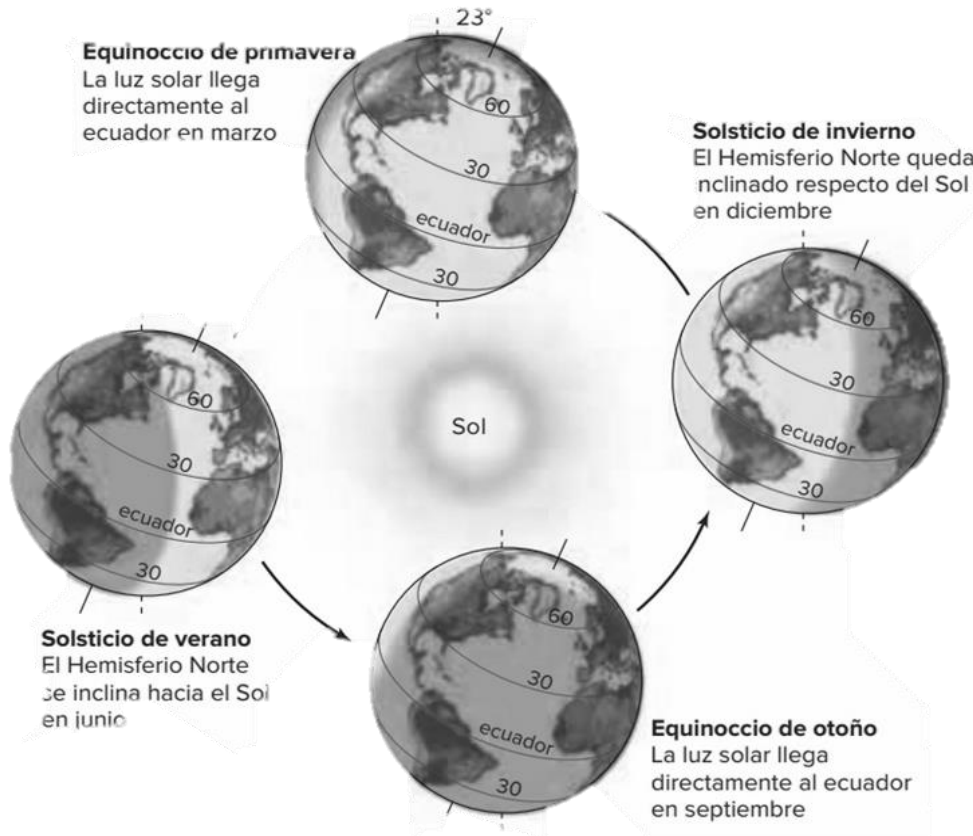 23°
Equinoccio de primavera
La luz solar llega
directamente al
ecuador en marzo
60
30
ecuador
30
Solsticio de invierno
El Hemisferio Norte queda
inclinado respecto del Sol
en diciembre
60
30
ecuador
30
Sol
60
30
ecuador
30
Solsticio de verano
El Hemisferio Norte
se inclina hacia el Sol
en junio
60
30
ecuador
30
Equinoccio de otoño
La luz solar llega
directamente al ecuador
en septiembre